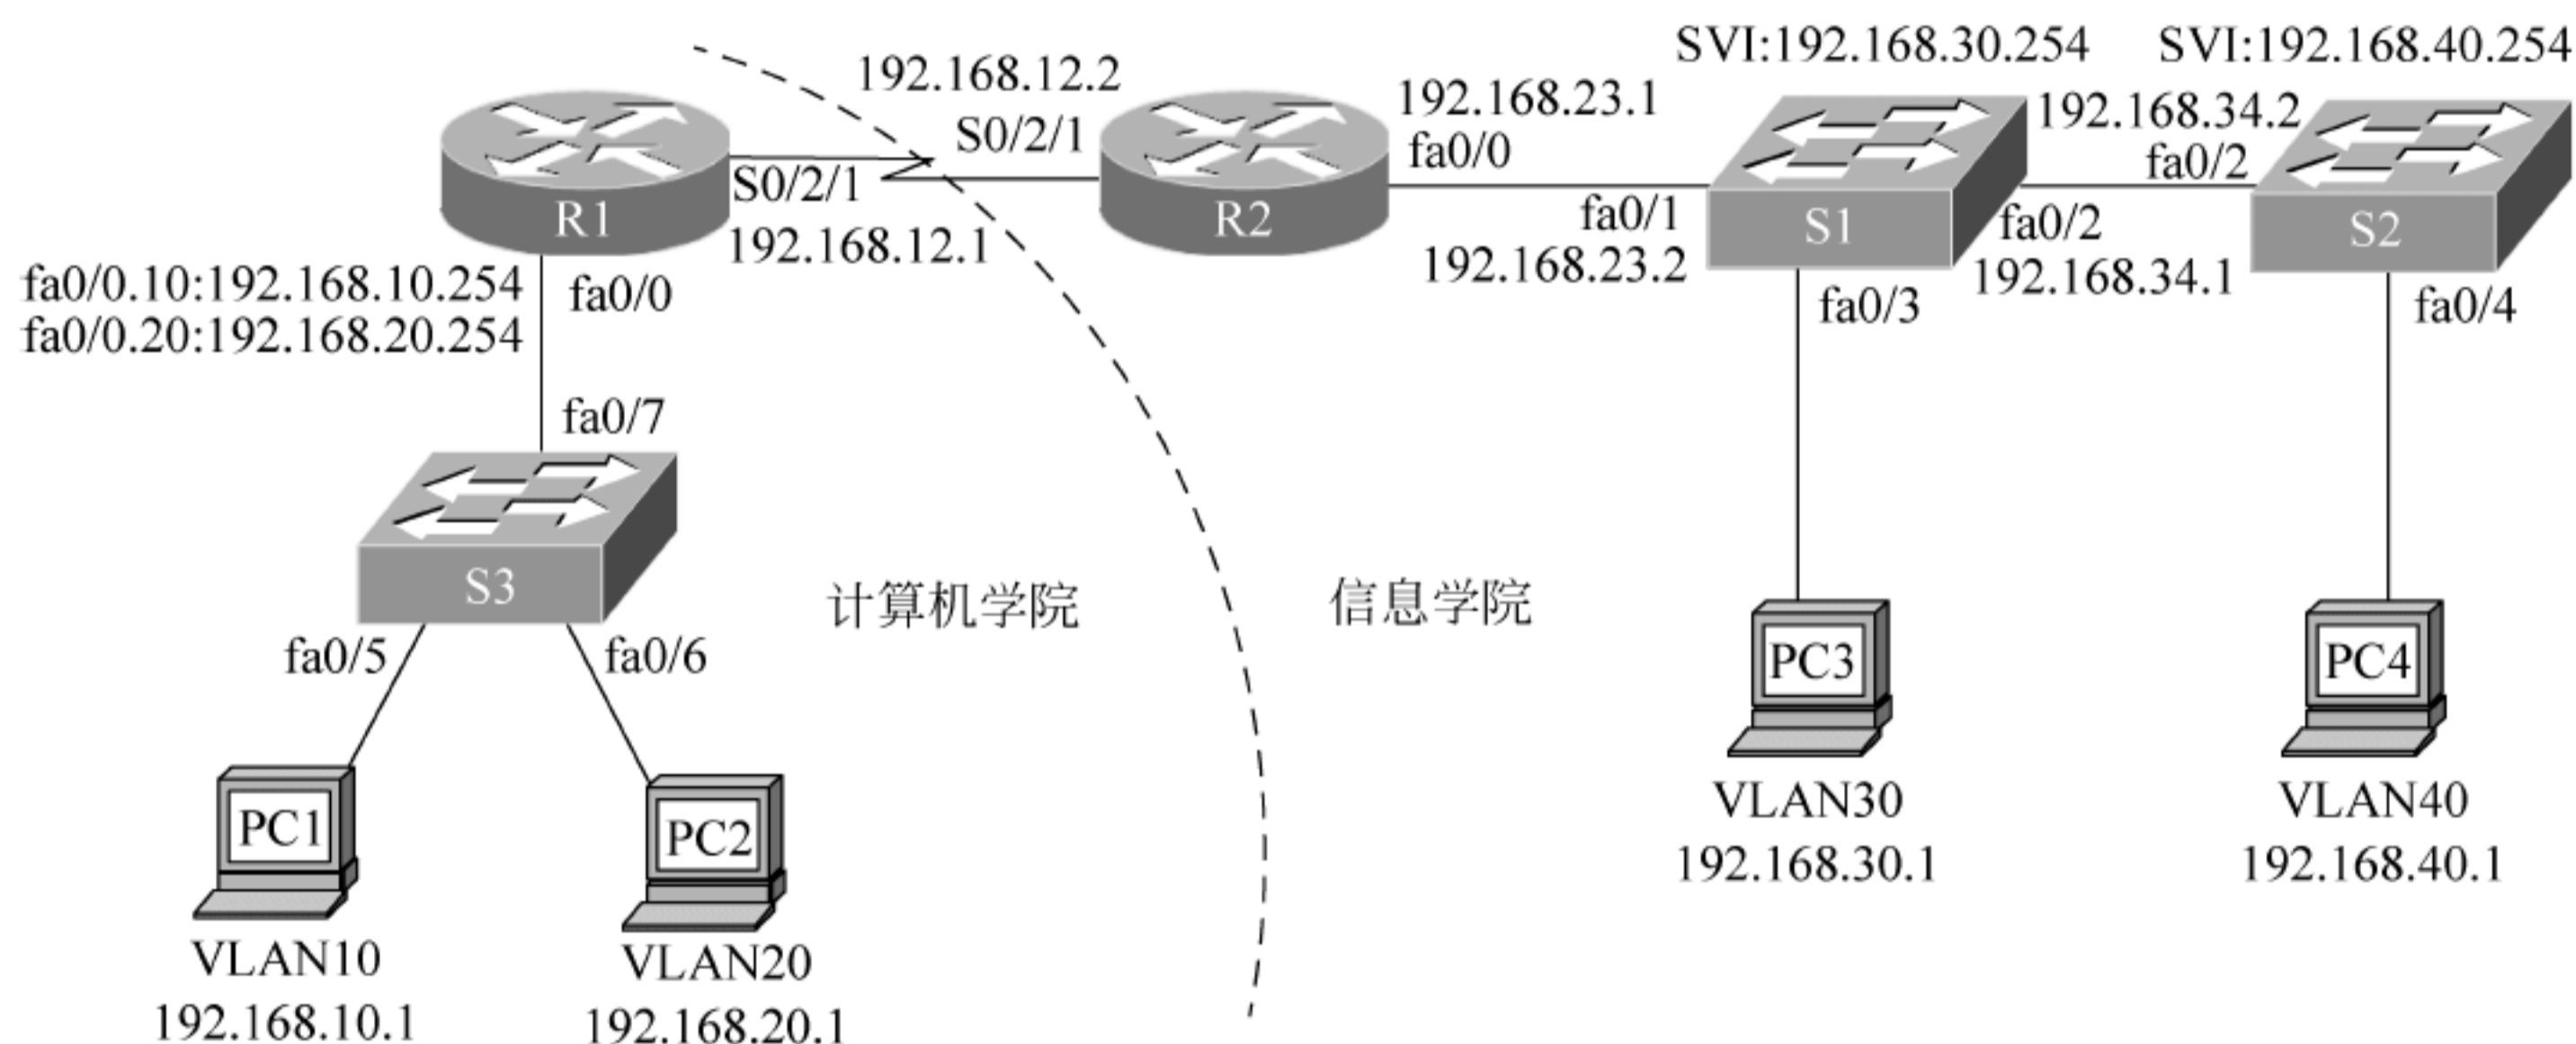 SVI:192.168.30.254
SVI:192.168.40.254
192.168.12.2
S0/2/1
192.168.23.1
fa0/0
192.168.34.2
fa0/2
R1
S0/2/1
192.168.12.1
R2
fa0/1
192.168.23.2
S1
fa0/2
192.168.34.1
S2
fa0/0.10:192.168.10.254
fa0/0.20:192.168.20.254
fa0/0
fa0/3
fa0/4
fa0/7
S3
计算机学院
信息学院
fa0/5
fa0/6
PC3
PC4
PC1
PC2
VLAN30
192.168.30.1
VLAN40
192.168.40.1
VLAN10
192.168.10.1
VLAN20
192.168.20.1